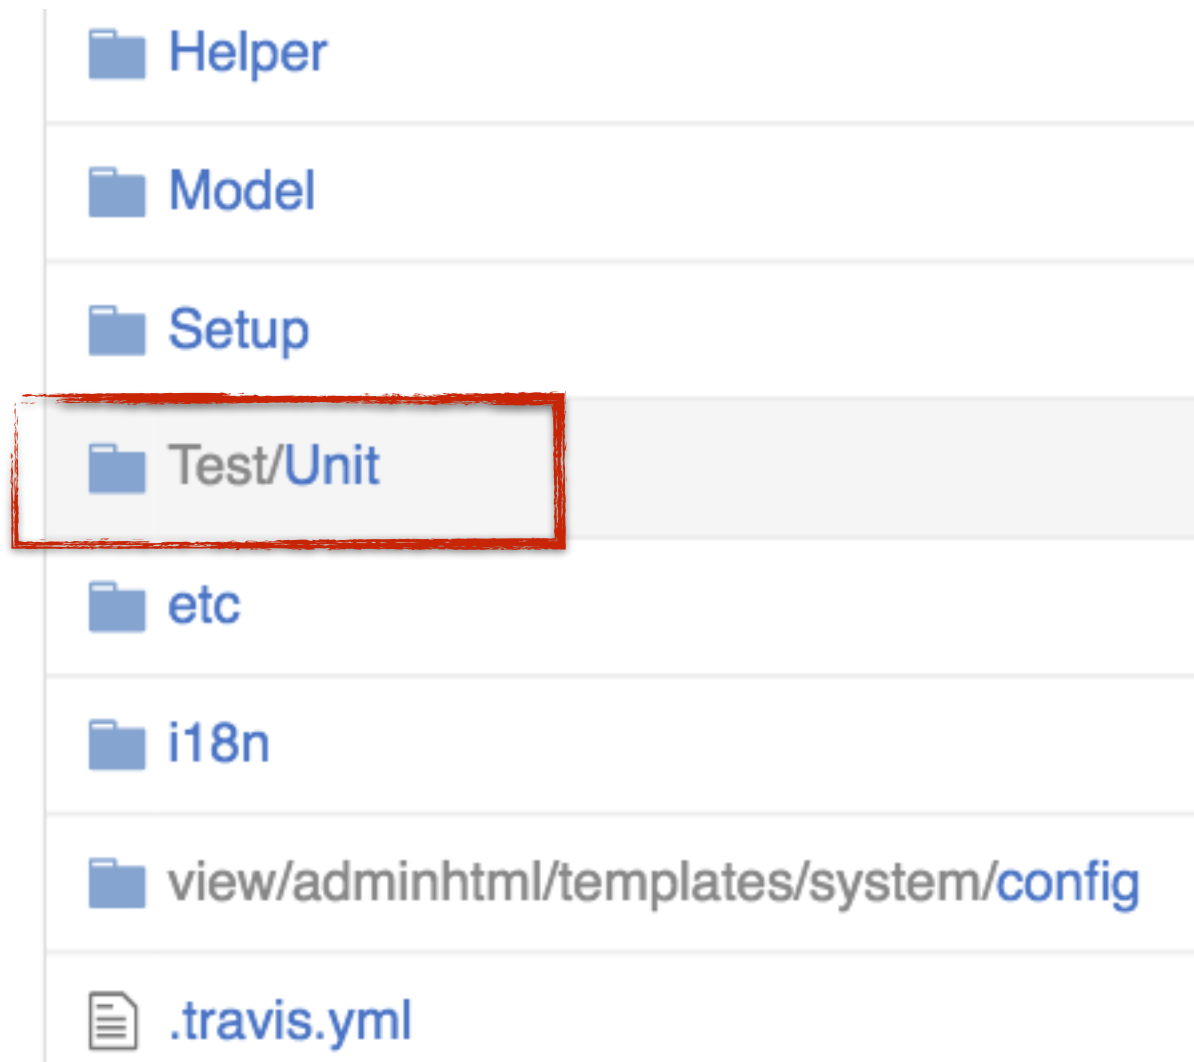 Helper
Model
Setup
Test/Unit
etc
i18n
view/adminhtml/templates/system/config
.travis.yml